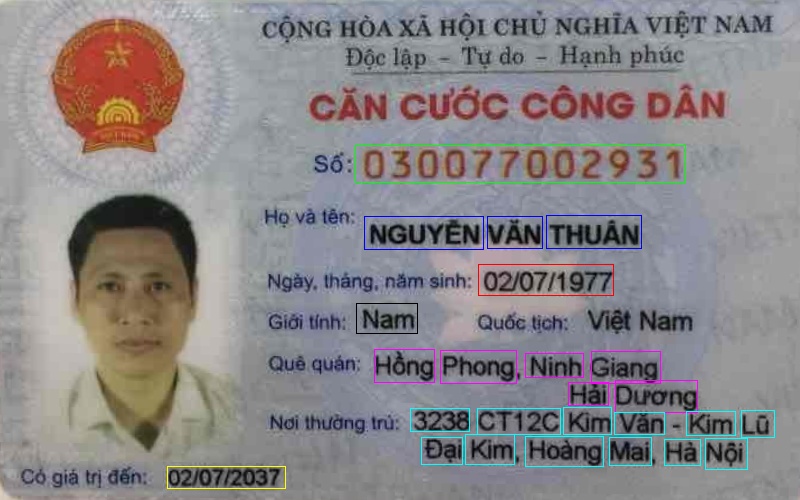 CỘNG HÒA XÃ HỘI CHỦ NGHĨA VIỆT NAM
Độc lập - Tự do - Hạnh phúc
CĂN CƯỚC CÔNG DÂN
Số: 030077002931
Họ và tên: NGUYỄN VĂN THUÂN
Ngày, tháng, năm sinh: 02/07/1977
Giới tính: Nam Quốc tịch: Việt Nam
Quê quán: Hồng Phong, Ninh Giang
Hải Dương
Nơi thường trú: 3238 CT12C Kim Văn - Kim Lũ
Đại Kim, Hoàng Mai, Hà Nội
Có giá trị đến: 02/07/2037